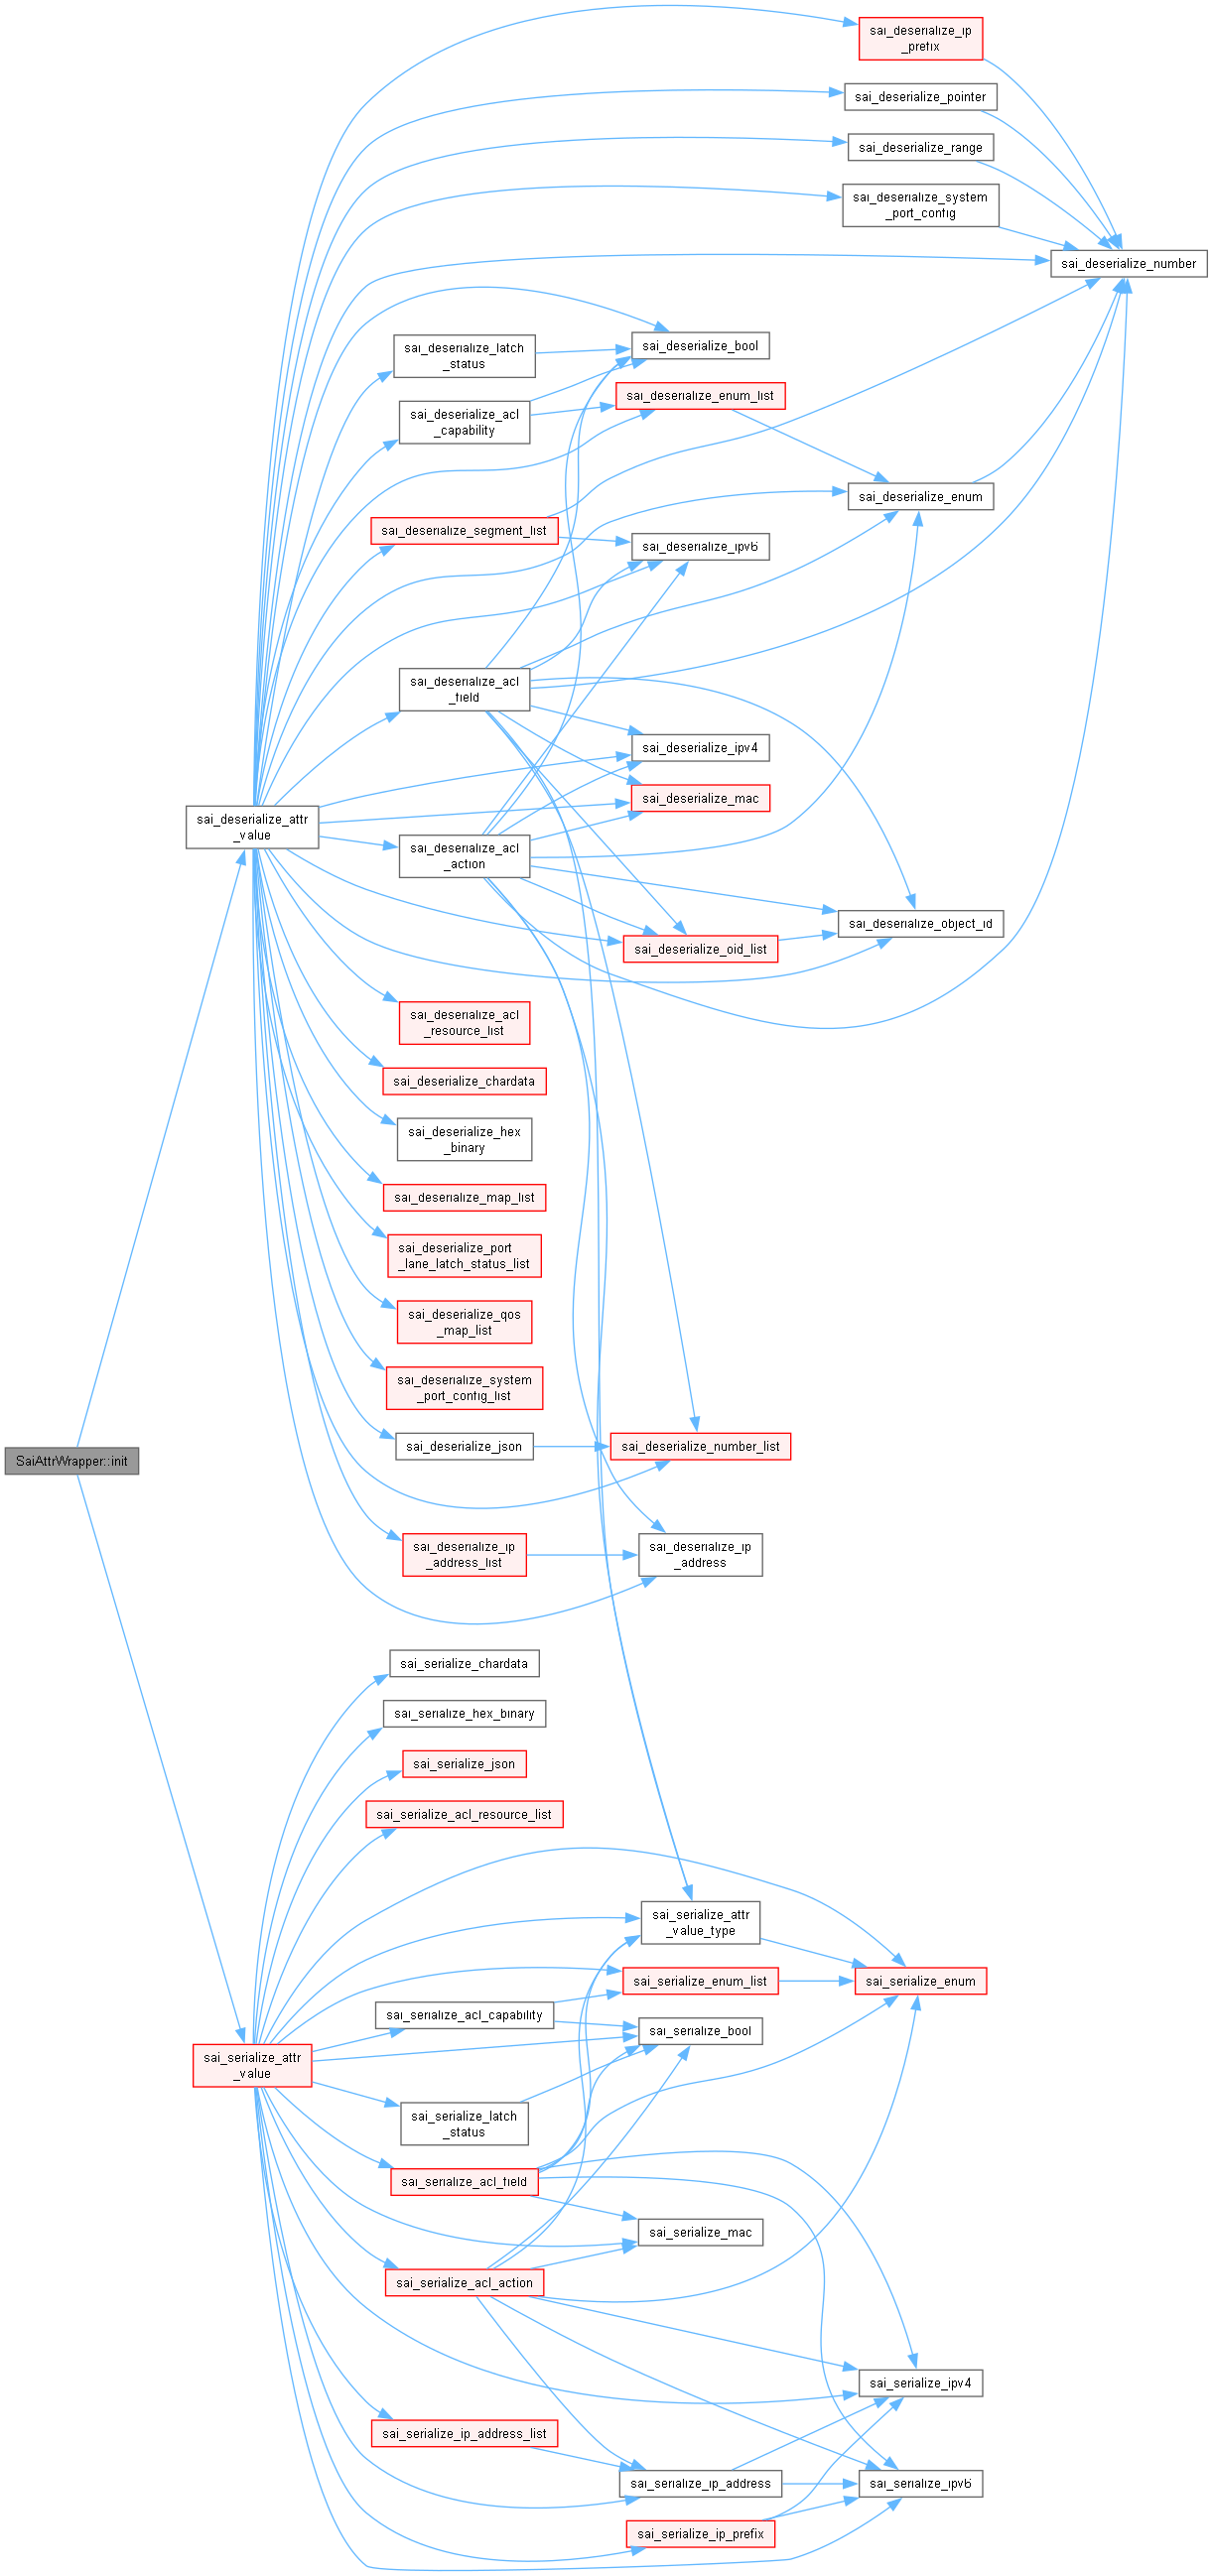 sai_deserialize_ip
_prefix
sai_deserialize_pointer
sai_deserialize_range
sai_deserialize_system
_port_config
sai_deserialize_number
sai_deserialize_bool
sai_deserialize_latch
_status
sai_deserialize_enum_list
sai_deserialize_acl
_capability
sai_deserialize_enum
sai_deserialize_segment_list
sai_deserialize_ipv6
sai_deserialize_acl
_field
sai_deserialize_ipv4
sai_deserialize_mac
sai_deserialize_attr
_value
sai_deserialize_acl
_action
sai_deserialize_object_id
sai_deserialize_oid_list
sai_deserialize_acl
_resource_list
sai_deserialize_chardata
sai_deserialize_hex
_binary
sai_deserialize_map_list
sai_deserialize_port
_lane_latch_status_list
sai_deserialize_qos
_map_list
sai_deserialize_system
_port_config_list
sai_deserialize_json
sai_deserialize_number_list
SaiAttrWrapper::init
sai_deserialize_ip
_address_list
sai_deserialize_ip
_address
sai_serialize_chardata
sai_serialize_hex_binary
sai_serialize_json
sai_serialize_acl_resource_list
sai_serialize_attr
_value_type
sai_serialize_enum_list
sai_serialize_enum
sai_serialize_acl_capability
sai_serialize_bool
sai_serialize_attr
_value
sai_serialize_latch
_status
sai_serialize_acl_field
sai_serialize_mac
sai_serialize_acl_action
sai_serialize_ipv4
sai_serialize_ip_address_list
sai_serialize_ip_address
sai_serialize_ipv6
sai_serialize_ip_prefix